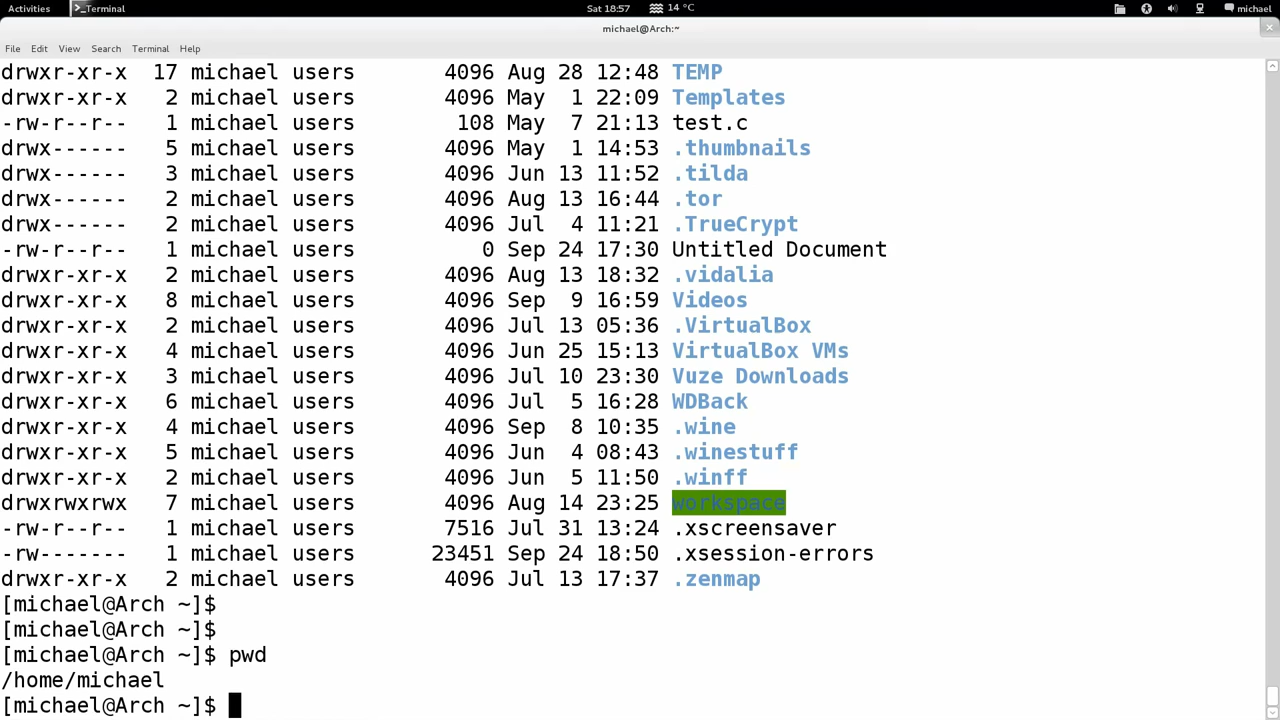 Activities Terminal Sat 18:57 14 °C michael
michael@Arch:~
File Edit View Search Terminal Help
drwxr-xr-x 17 michael users 4096 Aug 28 12:48 TEMP
drwxr-xr-x 2 michael users 4096 May 1 22:09 Templates
-rw-r--r-- 1 michael users 108 May 7 21:13 test.c
drwx------ 5 michael users 4096 May 1 14:53 .thumbnails
drwx------ 3 michael users 4096 Jun 13 11:52 .tilda
drwx------ 2 michael users 4096 Aug 13 16:44 .tor
drwx------ 2 michael users 4096 Jul 4 11:21 .TrueCrypt
-rw-r--r-- 1 michael users 0 Sep 24 17:30 Untitled Document
drwxr-xr-x 2 michael users 4096 Aug 13 18:32 .vidalia
drwxr-xr-x 8 michael users 4096 Sep 9 16:59 Videos
drwxr-xr-x 2 michael users 4096 Jul 13 05:36 .VirtualBox
drwxr-xr-x 4 michael users 4096 Jun 25 15:13 VirtualBox VMs
drwxr-xr-x 3 michael users 4096 Jul 10 23:30 Vuze Downloads
drwxr-xr-x 6 michael users 4096 Jul 5 16:28 WDBack
drwxr-xr-x 4 michael users 4096 Sep 8 10:35 .wine
drwxr-xr-x 5 michael users 4096 Jun 4 08:43 .winestuff
drwxr-xr-x 2 michael users 4096 Jun 5 11:50 .winff
drwxrwxrwx 7 michael users 4096 Aug 14 23:25 workspace
-rw-r--r-- 1 michael users 7516 Jul 31 13:24 .xscreensaver
-rw------- 1 michael users 23451 Sep 24 18:50 .xsession-errors
drwxr-xr-x 2 michael users 4096 Jul 13 17:37 .zenmap
[michael@Arch ~]$
[michael@Arch ~]$
[michael@Arch ~]$ pwd
/home/michael
[michael@Arch ~]$